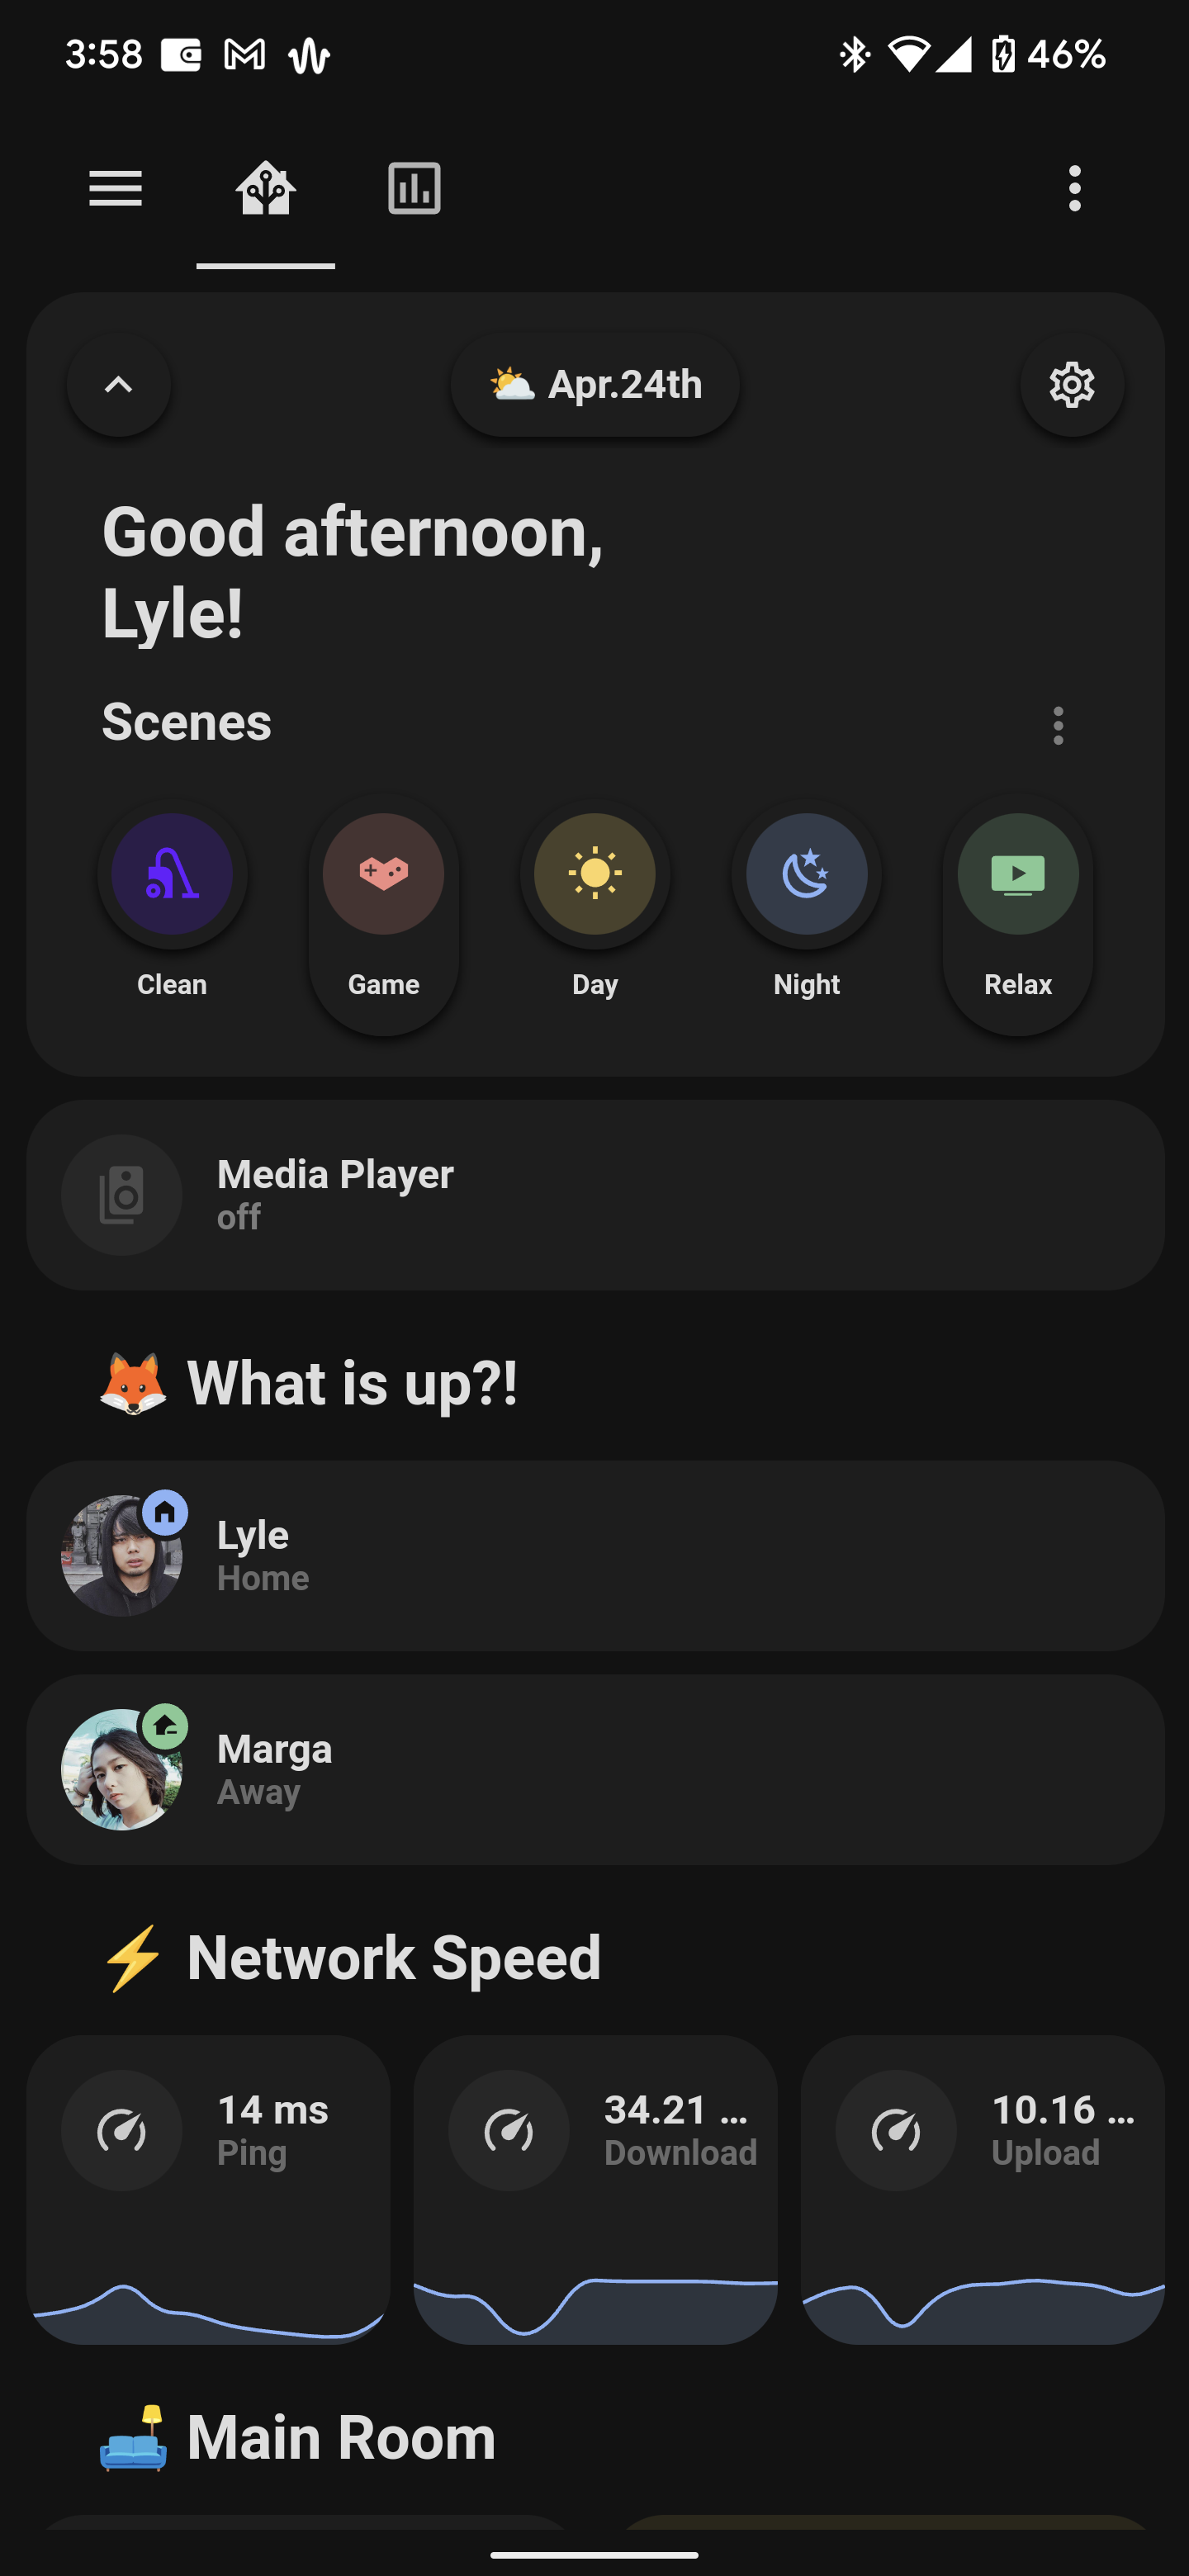 3:58
46%
⛅ Apr.24th
Good afternoon,
Lyle!
Scenes
Clean Game Day Night Relax
Media Player
off
🦊 What is up?!
Lyle
Home
Marga
Away
⚡ Network Speed
14 ms
Ping
34.21 ...
Download
10.16 ...
Upload
🛋️ Main Room